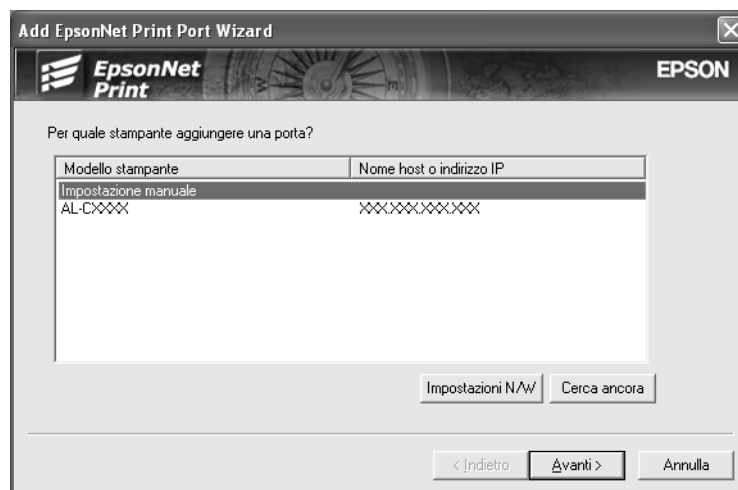 Add EpsonNet Print Port Wizard
EpsonNet
Print
EPSON
Per quale stampante aggiungere una porta?
Modello stampante Nome host o indirizzo IP
Impostazione manuale
AL-CXXXX XXX.XXX.XXX.XXX
Impostazioni N/W Cerca ancora
< Indietro Avanti > Annulla